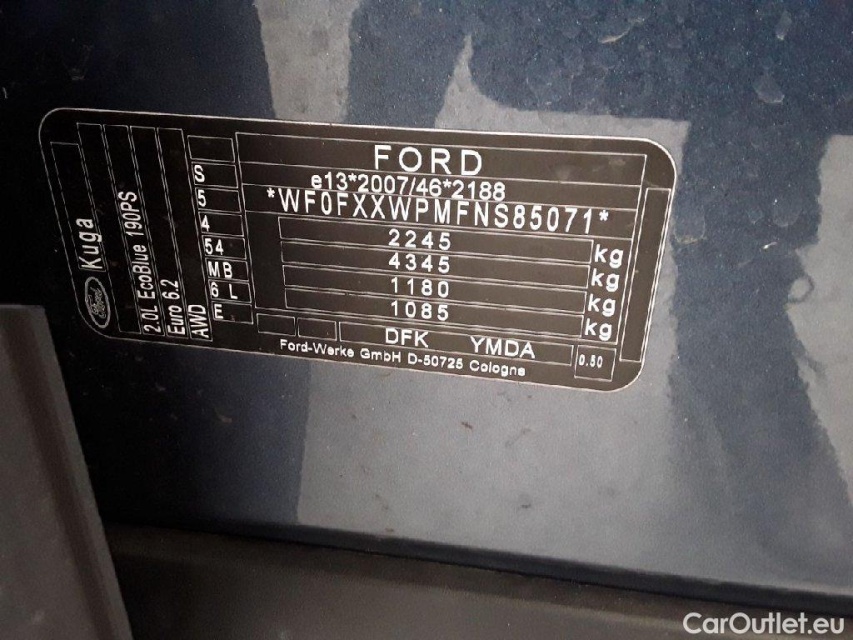 FORD
e13*2007/46*2188
*WF0FXXWPMFNS85071*
2245 kg
4345 kg
1180 kg
1085 kg
DFK YMDA 0.50
Ford-Werke GmbH D-50725 Cologne
S
5
4
54
MB
6 L
E
Ford Kuga
2.0L EcoBlue 190PS
Euro 6.2
AWD
CarOutlet.eu